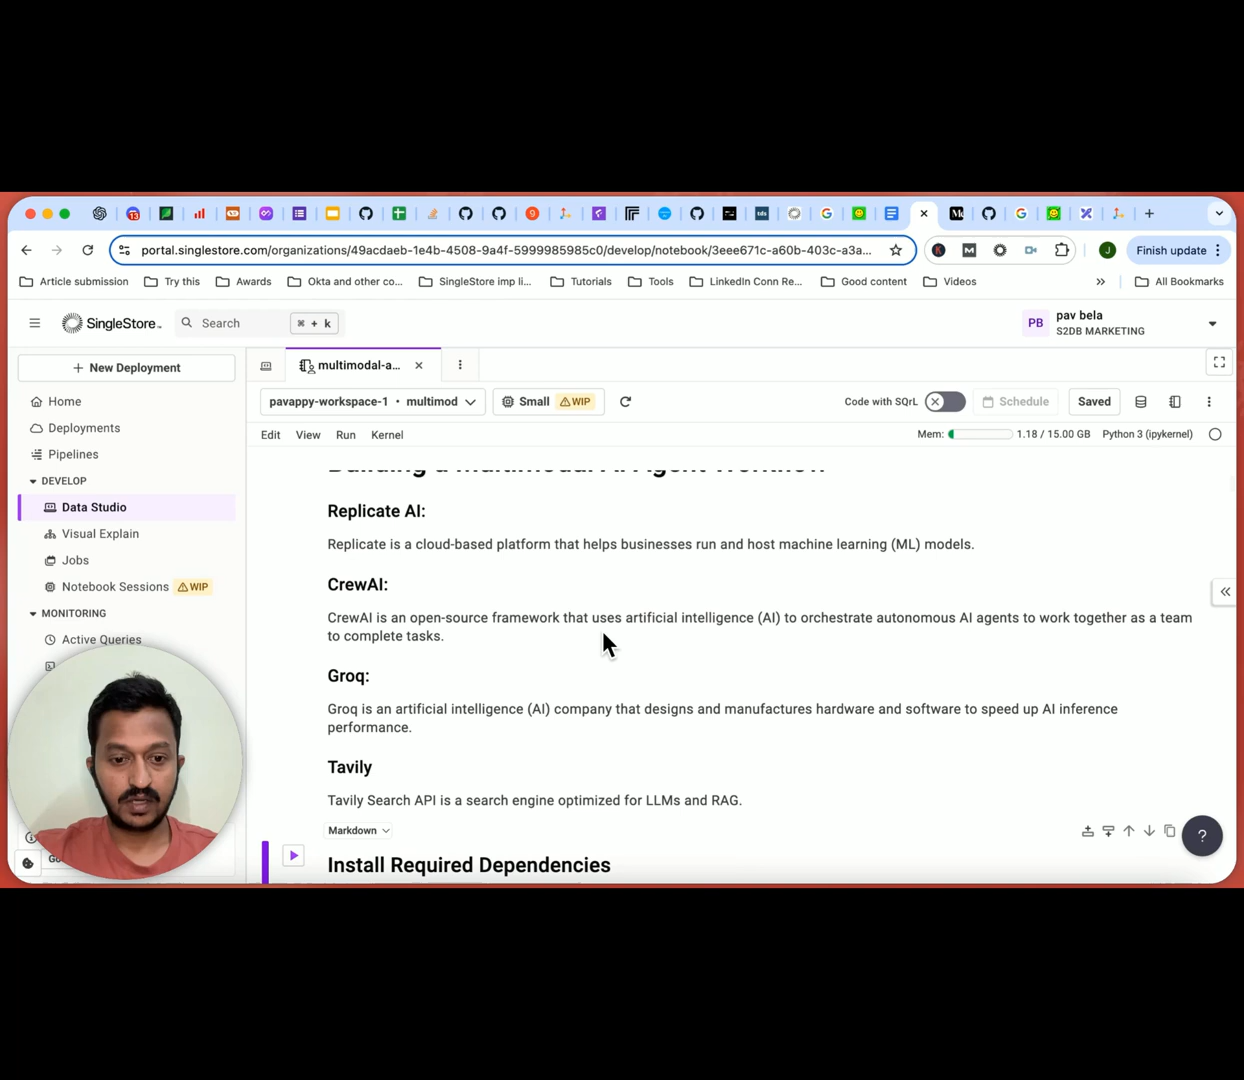 13
9
tds
M
portal.singlestore.com/organizations/49acdaeb-1e4b-4508-9a4f-5999985985c0/develop/notebook/3eee671c-a60b-403c-a3a...
K
M
J
Finish update
Article submission
Try this
Awards
Okta and other co...
SingleStore imp li...
Tutorials
Tools
LinkedIn Conn Re...
Good content
Videos
»
All Bookmarks
SingleStore
Search
⌘ + k
PB
pav bela
S2DB MARKETING
+ New Deployment
multimodal-a...
pavappy-workspace-1 • multimod
Small
WIP
Code with SQrL
Schedule
Saved
Edit
View
Run
Kernel
Mem:
1.18 / 15.00 GB
Python 3 (ipykernel)
Home
Deployments
Pipelines
DEVELOP
Data Studio
Visual Explain
Jobs
Notebook Sessions
WIP
MONITORING
Active Queries
Building a Multimodal AI Agent Workflow
Replicate AI:
Replicate is a cloud-based platform that helps businesses run and host machine learning (ML) models.
CrewAI:
CrewAI is an open-source framework that uses artificial intelligence (AI) to orchestrate autonomous AI agents to work together as a team
to complete tasks.
Groq:
Groq is an artificial intelligence (AI) company that designs and manufactures hardware and software to speed up AI inference
performance.
Tavily
Tavily Search API is a search engine optimized for LLMs and RAG.
Markdown
?
Install Required Dependencies